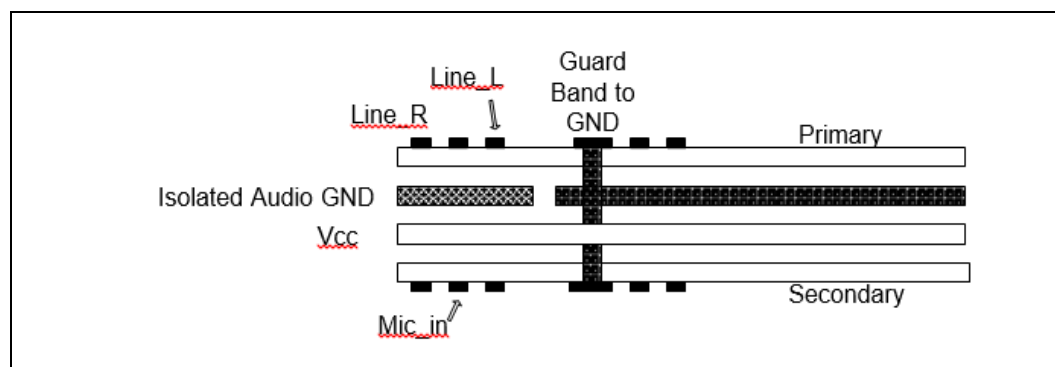 Line_L
Guard
Band to
GND
Line_R
Primary
Isolated Audio GND
Vcc
Secondary
Mic_in